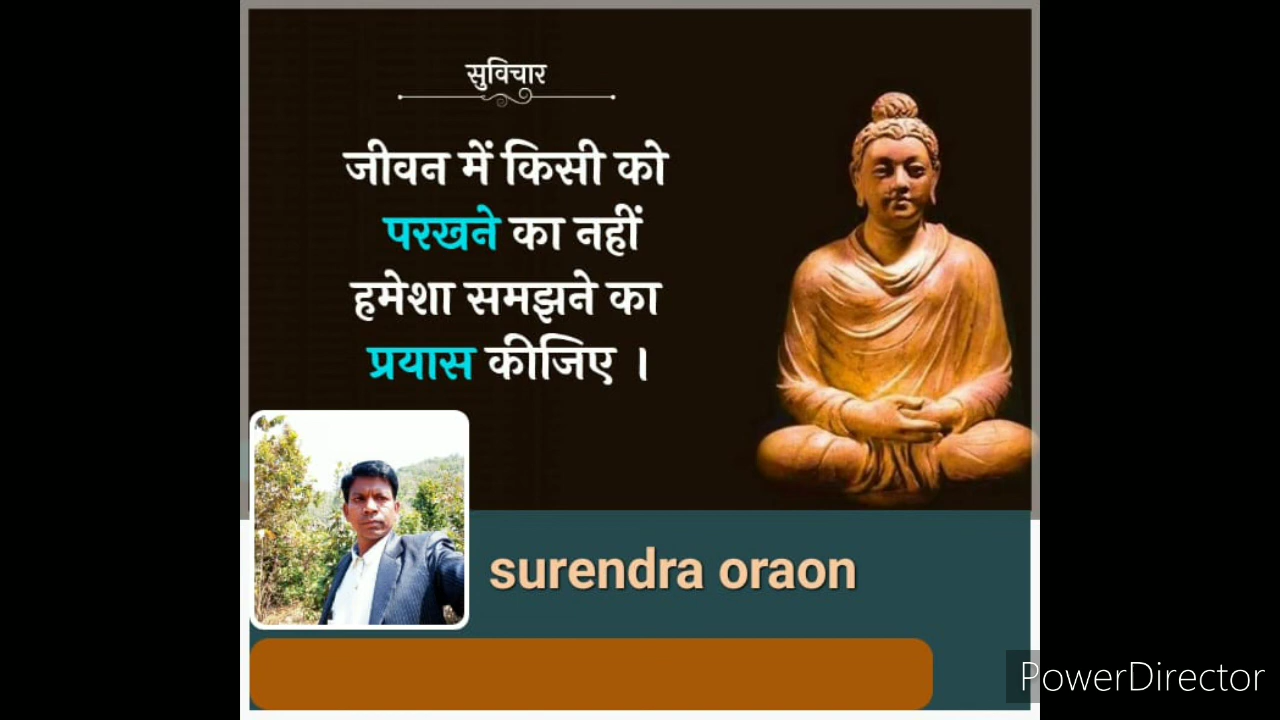 सुविचार
जीवन में किसी को
परखने का नहीं
हमेशा समझने का
प्रयास कीजिए ।
surendra oraon
PowerDirector